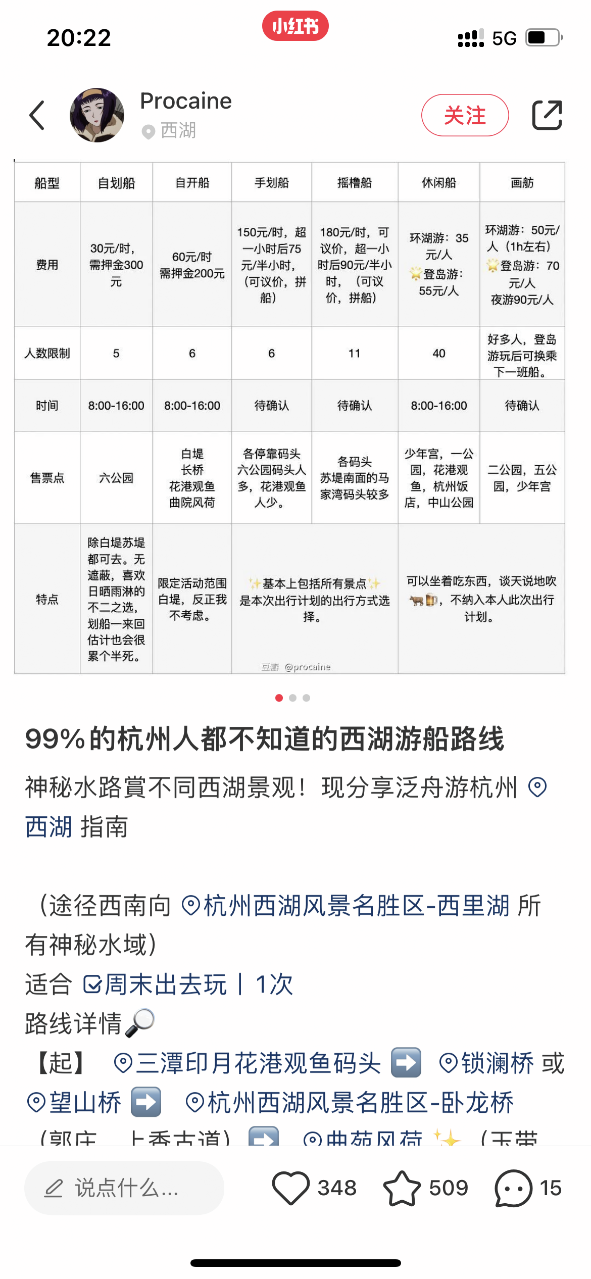 20:22
小红书
5G
Procaine
西湖
关注
船型
自划船
自开船
手划船
摇橹船
休闲船
画舫
费用
30元/时,
需押金300
元
60元/时
需押金200元
150元/时,超
一小时后75
元/半小时,
(可议价,拼
船)
180元/时,可
议价,超一小
时后90元/半小
时,(可议
价,拼船)
环湖游:35
元/人
🌟登岛游:
55元/人
环湖游:50元/
人(1h左右)
🌟登岛游:70
元/人
夜游90元/人
人数限制
5
6
6
11
40
好多人,登岛
游玩后可换乘
下一班船。
时间
8:00-16:00
8:00-16:00
待确认
待确认
8:00-16:00
待确认
售票点
六公园
白堤
长桥
花港观鱼
曲院风荷
各停靠码头
六公园码头人
多,花港观鱼
人少。
各码头
苏堤南面的马
家湾码头较多
少年宫,一公
园,花港观
鱼,杭州饭
店,中山公园
二公园,五公
园,少年宫
特点
除白堤苏堤
都可去。无
遮蔽,喜欢
日晒雨淋的
不二之选,
划船一来回
估计也会很
累个半死。
限定活动范围
白堤,反正我
不考虑。
✨基本上包括所有景点✨
是本次出行计划的出行方式选
择。
可以坐着吃东西,谈天说地吹
🐂🍺,不纳入本人此次出行
计划。
豆瓣 @procaine
99%的杭州人都不知道的西湖游船路线
神秘水路赏不同西湖景观!现分享泛舟游杭州
西湖 指南
(途径西南向 杭州西湖风景名胜区-西里湖 所
有神秘水域)
适合 周末出去玩丨1次
路线详情🔎
【起】 三潭印月花港观鱼码头 ➡️ 锁澜桥 或
望山桥 ➡️ 杭州西湖风景名胜区-卧龙桥
(郭庄、上香古道) ➡️ 曲苑风荷 ✨(玉带
说点什么...
348
509
15